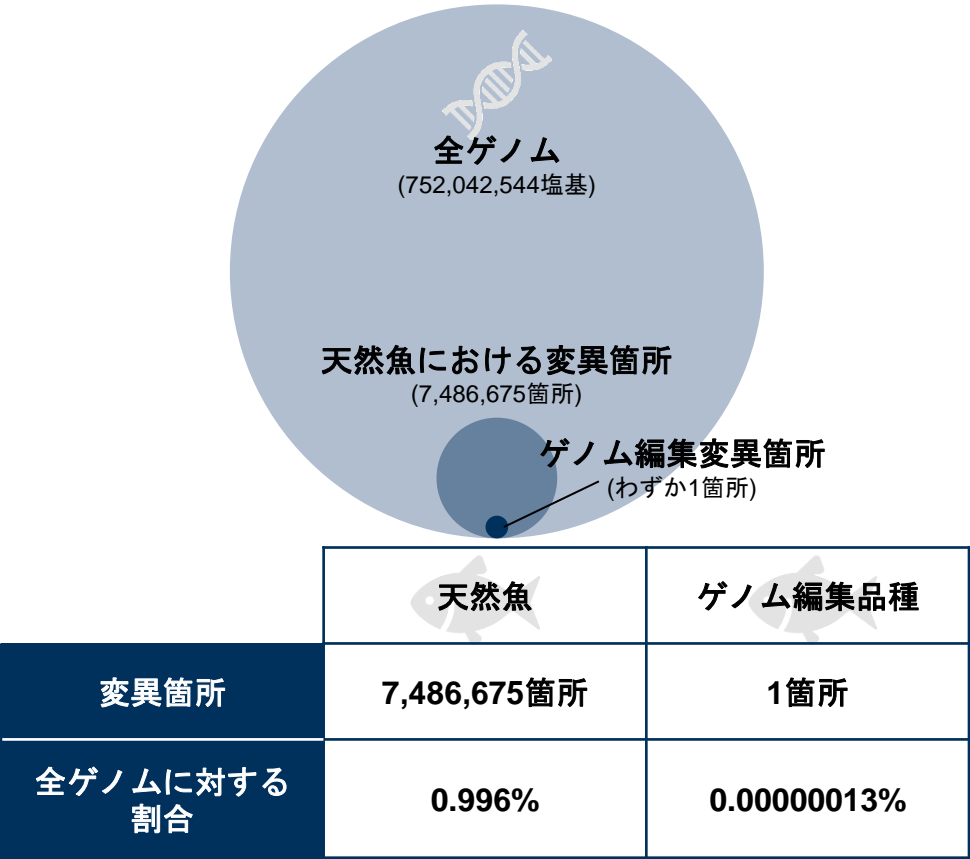 全ゲノム
(752,042,544塩基)
天然魚における変異箇所
(7,486,675箇所)
ゲノム編集変異箇所
(わずか1箇所)
天然魚
ゲノム編集品種
変異箇所
7,486,675箇所
1箇所
全ゲノムに対する
割合
0.996%
0.00000013%